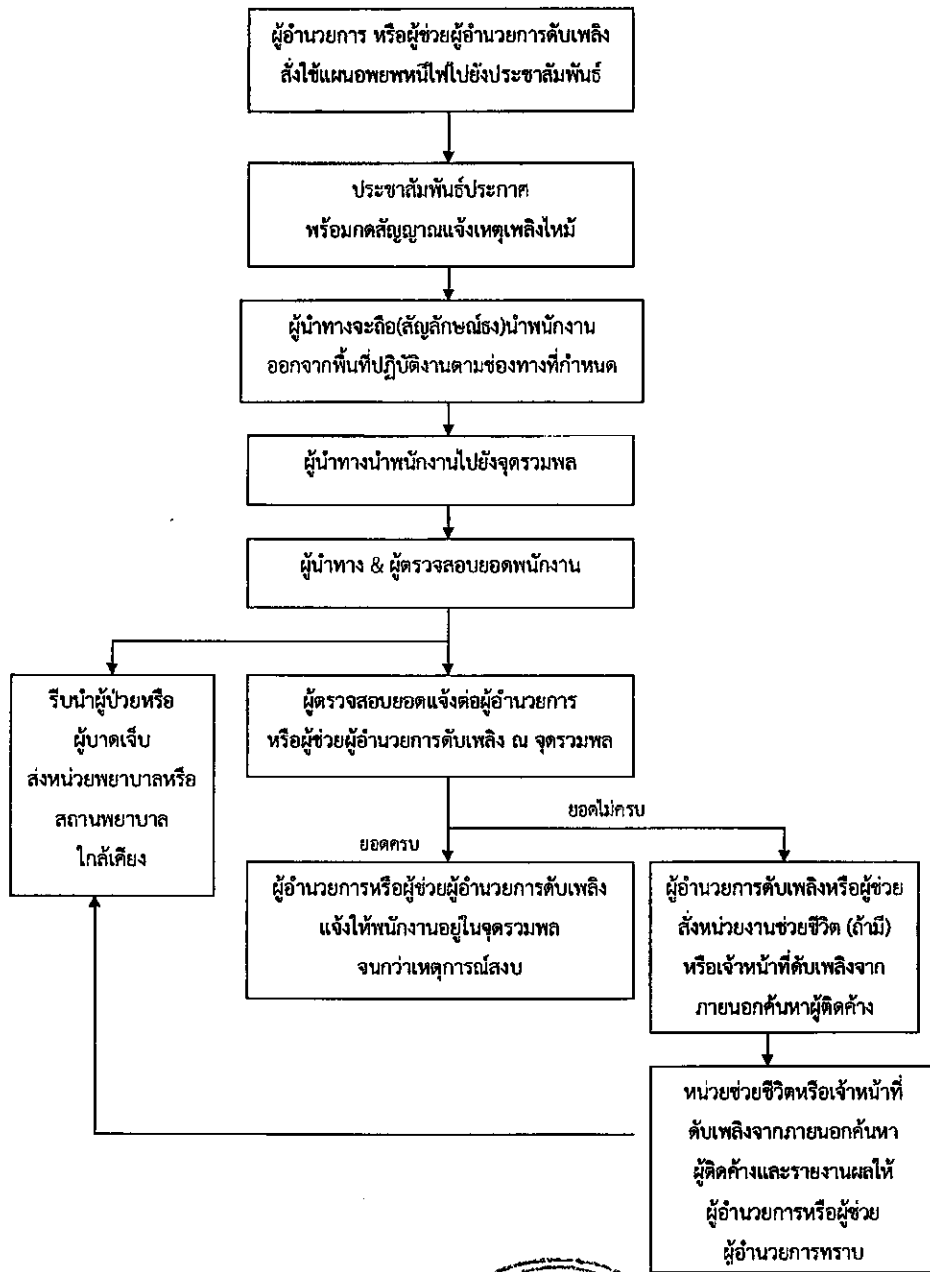 ผู้อำนวยการ หรือผู้ช่วยผู้อำนวยการดับเพลิง
สั่งใช้แผนอพยพหนีไฟไปยังประชาสัมพันธ์
ประชาสัมพันธ์ประกาศ
พร้อมกดสัญญาณแจ้งเหตุเพลิงไหม้
ผู้นำทางจะถือ(สัญลักษณ์ธง)นำพนักงาน
ออกจากพื้นที่ปฏิบัติงานตามช่องทางที่กำหนด
ผู้นำทางนำพนักงานไปยังจุดรวมพล
ผู้นำทาง & ผู้ตรวจสอบยอดพนักงาน
รีบนำผู้ป่วยหรือ
ผู้บาดเจ็บ
ส่งหน่วยพยาบาลหรือ
สถานพยาบาล
ใกล้เคียง
ผู้ตรวจสอบยอดแจ้งต่อผู้อำนวยการ
หรือผู้ช่วยผู้อำนวยการดับเพลิง ณ จุดรวมพล
ยอดครบ
ยอดไม่ครบ
ผู้อำนวยการหรือผู้ช่วยผู้อำนวยการดับเพลิง
แจ้งให้พนักงานอยู่ในจุดรวมพล
จนกว่าเหตุการณ์สงบ
ผู้อำนวยการดับเพลิงหรือผู้ช่วย
สั่งหน่วยงานช่วยชีวิต (ถ้ามี)
หรือเจ้าหน้าที่ดับเพลิงจาก
ภายนอกค้นหาผู้ติดค้าง
หน่วยช่วยชีวิตหรือเจ้าหน้าที่
ดับเพลิงจากภายนอกค้นหา
ผู้ติดค้างและรายงานผลให้
ผู้อำนวยการหรือผู้ช่วย
ผู้อำนวยการทราบ